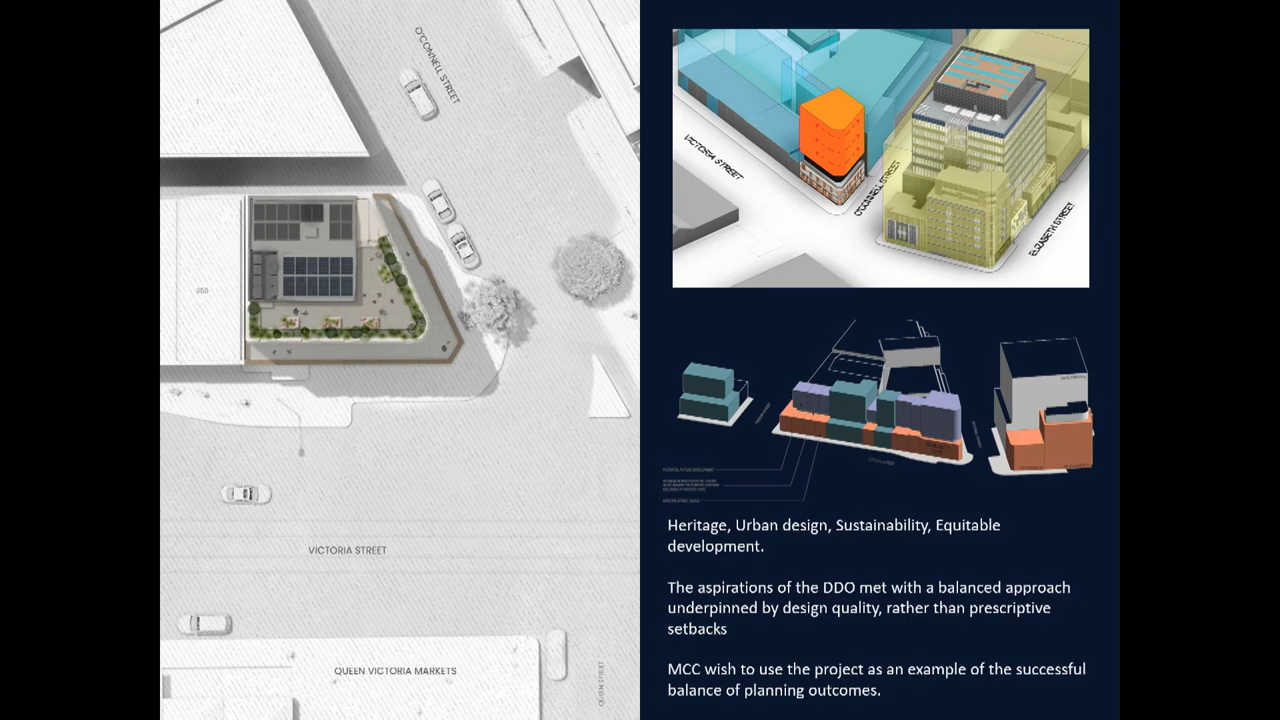 O'CONNELL STREET
250
VICTORIA STREET
QUEEN VICTORIA MARKETS
QUEEN STREET
VICTORIA STREET
O'CONNELL STREET
ELIZABETH STREET
Heritage, Urban design, Sustainability, Equitable
development.
The aspirations of the DDO met with a balanced approach
underpinned by design quality, rather than prescriptive
setbacks
MCC wish to use the project as an example of the successful
balance of planning outcomes.